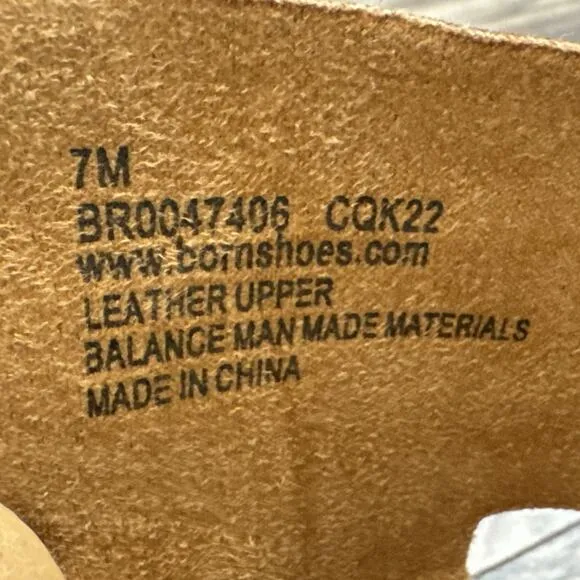 7M
BR0047406 CQK22
www.bornshoes.com
LEATHER UPPER
BALANCE MAN MADE MATERIALS
MADE IN CHINA